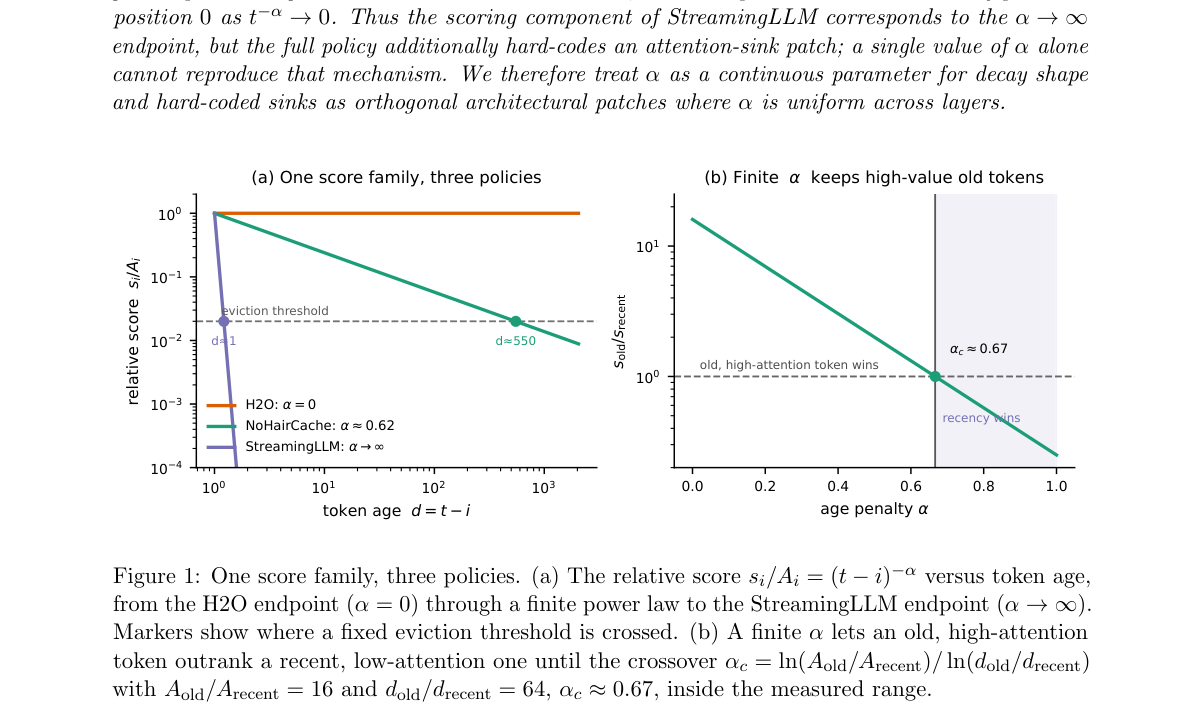 position 0 as t^{−α} → 0. Thus the scoring component of StreamingLLM corresponds to the α → ∞
endpoint, but the full policy additionally hard-codes an attention-sink patch; a single value of α alone
cannot reproduce that mechanism. We therefore treat α as a continuous parameter for decay shape
and hard-coded sinks as orthogonal architectural patches where α is uniform across layers.
(a) One score family, three policies
relative score s_i/A_i
10^0
10^{−1}
10^{−2}
10^{−3}
10^{−4}
eviction threshold
d≈1
d≈550
H2O: α = 0
NoHairCache: α ≈ 0.62
StreamingLLM: α → ∞
10^0 10^1 10^2 10^3
token age d = t − i
(b) Finite α keeps high-value old tokens
s_old/s_recent
10^1
10^0
α_c ≈ 0.67
old, high-attention token wins
recency wins
0.0 0.2 0.4 0.6 0.8 1.0
age penalty α
Figure 1: One score family, three policies. (a) The relative score s_i/A_i = (t − i)^{−α} versus token age,
from the H2O endpoint (α = 0) through a finite power law to the StreamingLLM endpoint (α → ∞).
Markers show where a fixed eviction threshold is crossed. (b) A finite α lets an old, high-attention
token outrank a recent, low-attention one until the crossover α_c = ln(A_old/A_recent)/ ln(d_old/d_recent)
with A_old/A_recent = 16 and d_old/d_recent = 64, α_c ≈ 0.67, inside the measured range.